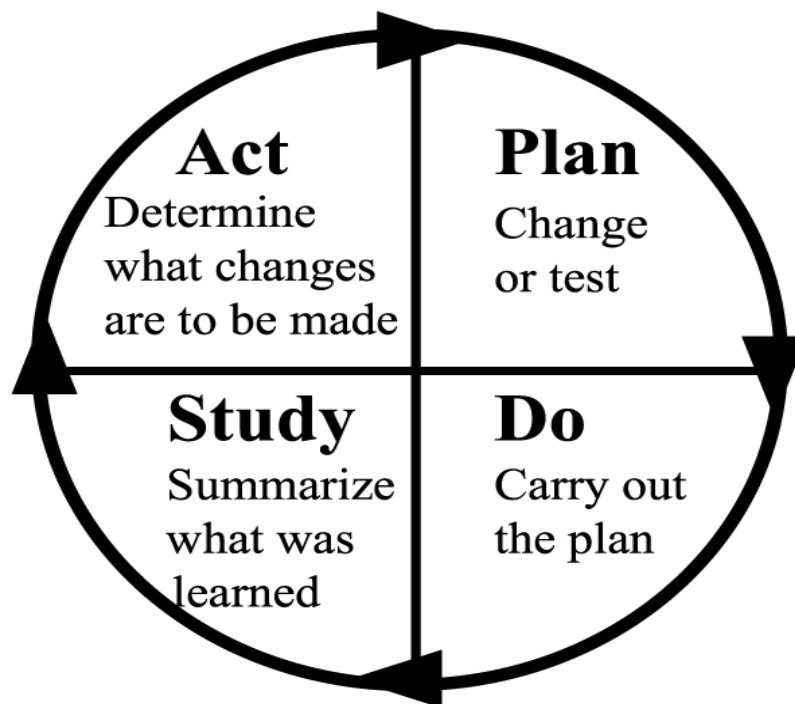 Act
Determine
what changes
are to be made
Plan
Change
or test
Study
Summarize
what was
learned
Do
Carry out
the plan